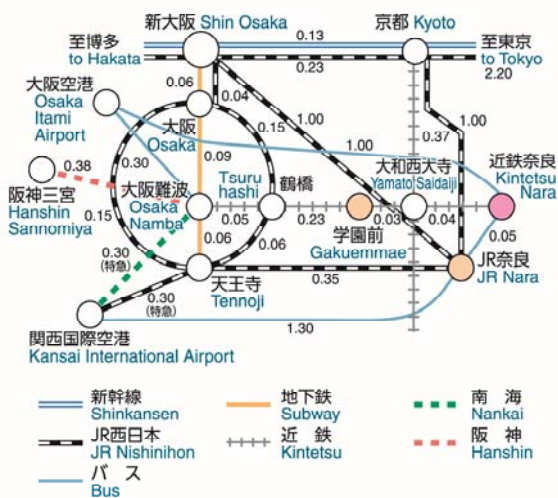 新大阪 Shin Osaka
京都 Kyoto
至博多
to Hakata
0.13
0.23
至東京
to Tokyo
2.20
大阪空港
Osaka
Itami
Airport
0.06
0.04
大阪
Osaka
0.15
1.00
1.00
0.37
1.00
0.38
阪神三宮
Hanshin
Sannomiya
0.30
0.09
大阪難波
Osaka
Namba
Tsuru
hashi
鶴橋
大和西大寺
Yamato Saidaiji
近鉄奈良
Kintetsu
Nara
0.15
0.05
0.23
0.03
0.04
学園前
Gakuemmae
0.05
0.30
(特急)
0.06
0.06
天王寺
Tennoji
0.30
(特急)
0.35
JR奈良
JR Nara
関西国際空港
Kansai International Airport
1.30
新幹線
Shinkansen
地下鉄
Subway
南海
Nankai
JR西日本
JR Nishinihon
近鉄
Kintetsu
阪神
Hanshin
バス
Bus